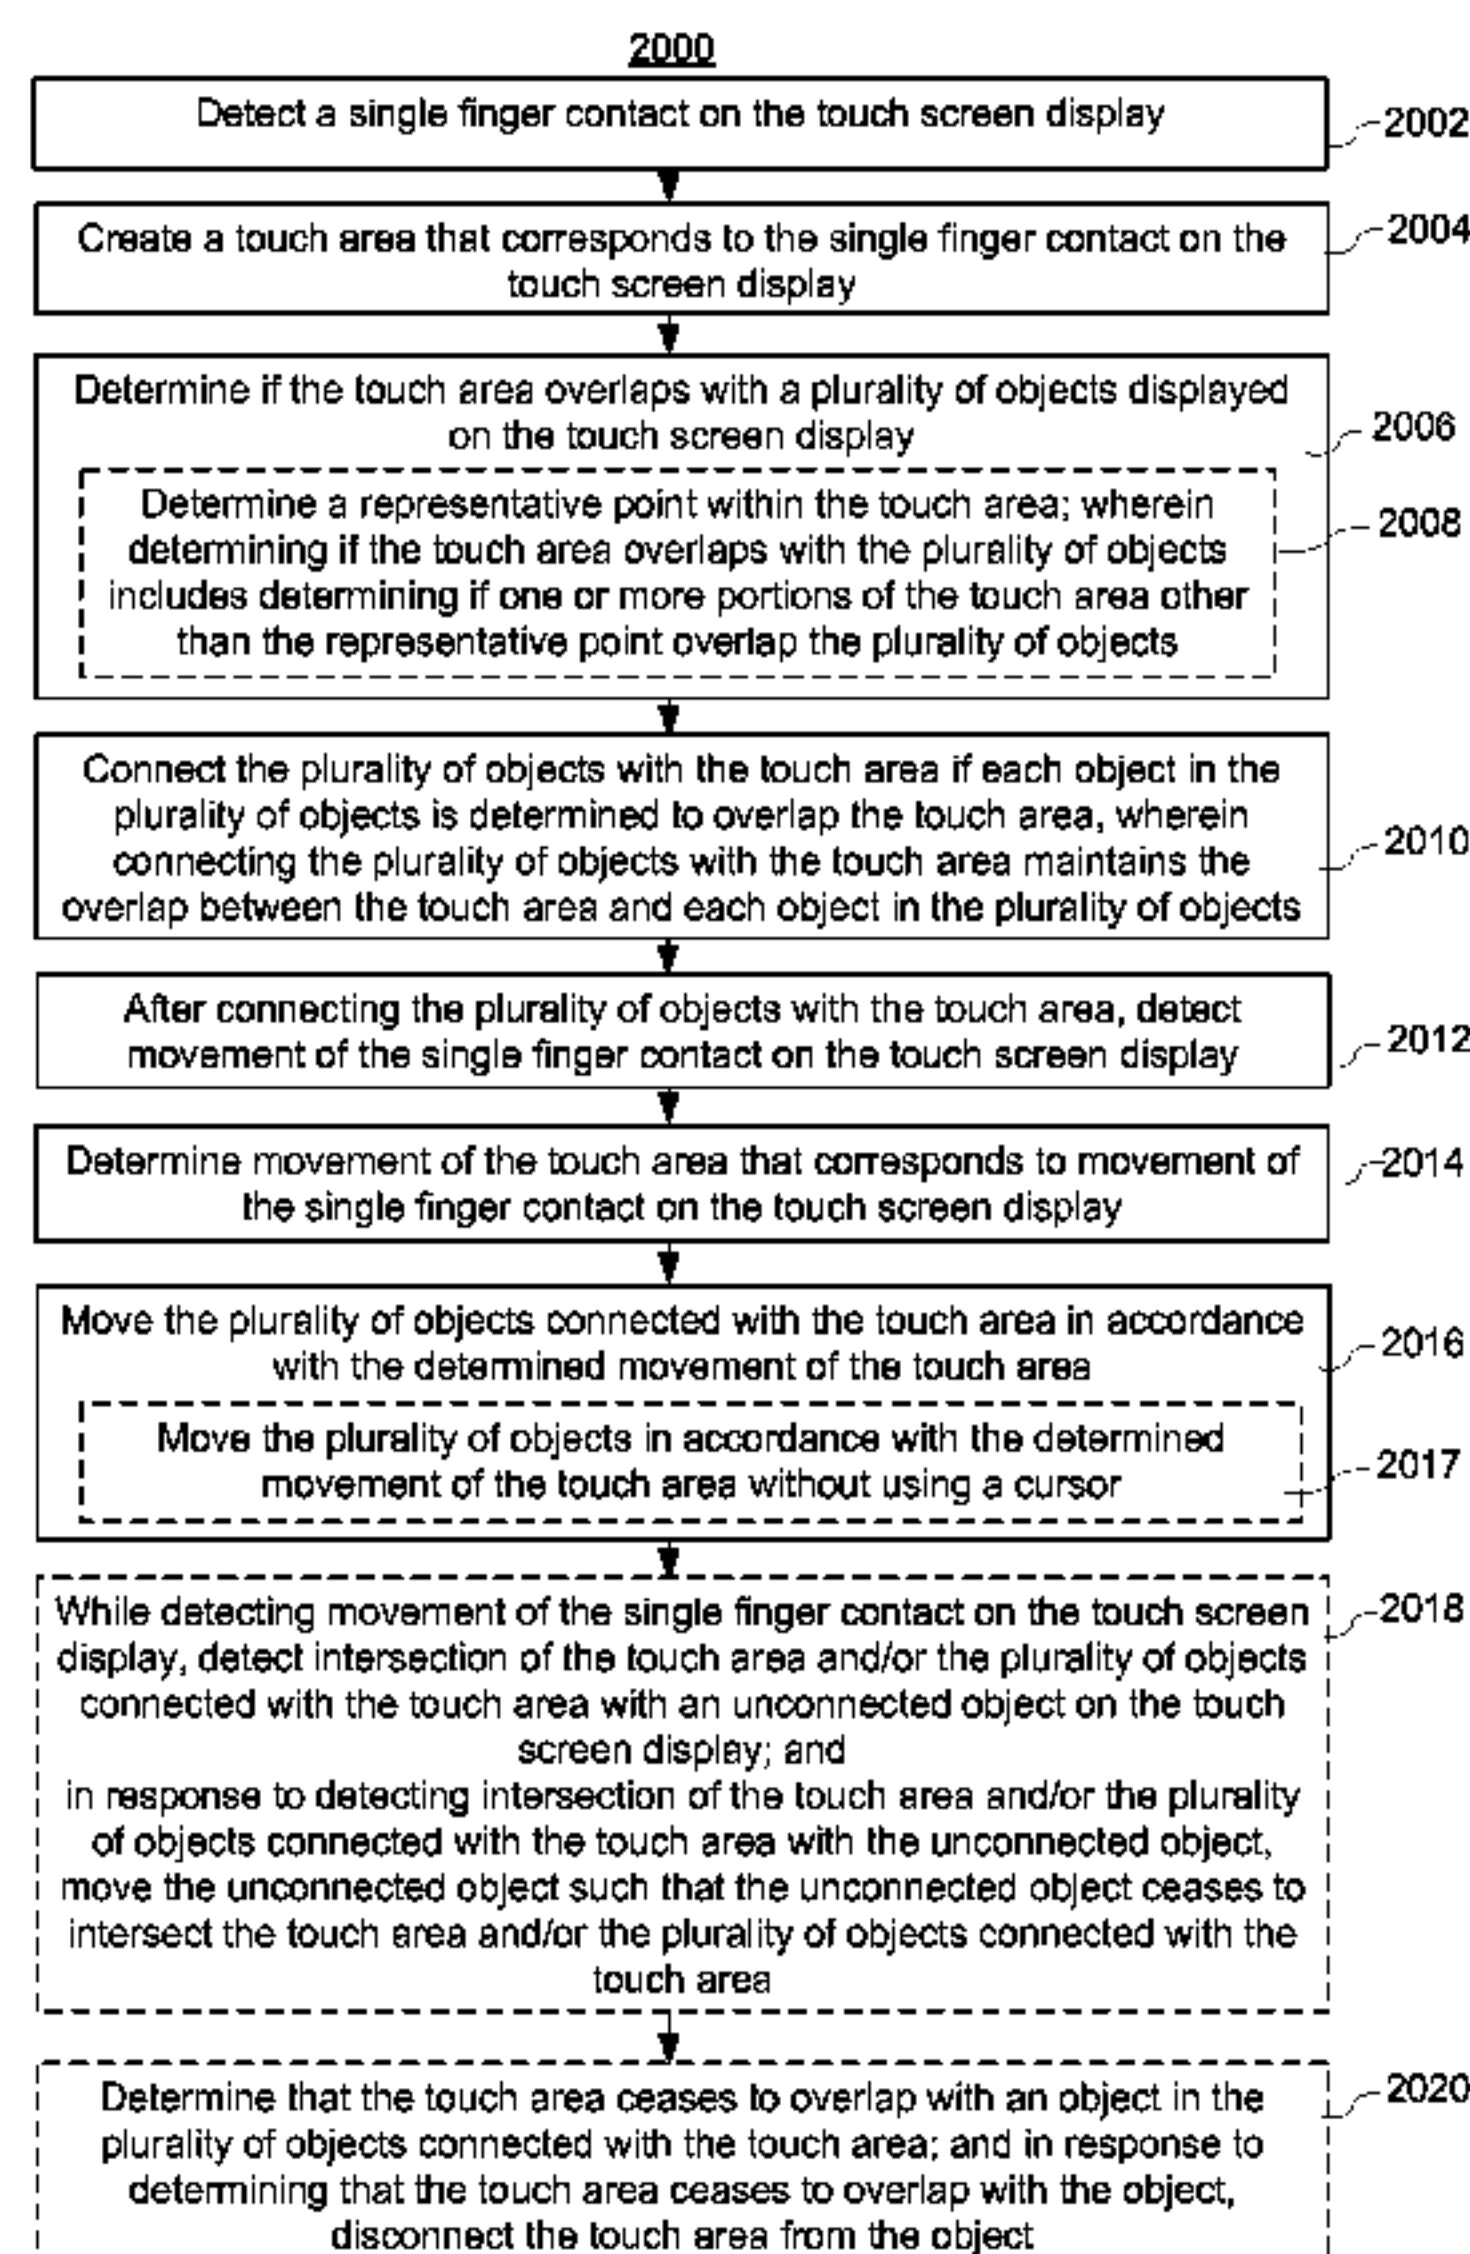 2000
Detect a single finger contact on the touch screen display
2002
Create a touch area that corresponds to the single finger contact on the
touch screen display
2004
Determine if the touch area overlaps with a plurality of objects displayed
on the touch screen display
2006
Determine a representative point within the touch area; wherein
determining if the touch area overlaps with the plurality of objects
includes determining if one or more portions of the touch area other
than the representative point overlap the plurality of objects
2008
Connect the plurality of objects with the touch area if each object in the
plurality of objects is determined to overlap the touch area, wherein
connecting the plurality of objects with the touch area maintains the
overlap between the touch area and each object in the plurality of objects
2010
After connecting the plurality of objects with the touch area, detect
movement of the single finger contact on the touch screen display
2012
Determine movement of the touch area that corresponds to movement of
the single finger contact on the touch screen display
2014
Move the plurality of objects connected with the touch area in accordance
with the determined movement of the touch area
2016
Move the plurality of objects in accordance with the determined
movement of the touch area without using a cursor
2017
While detecting movement of the single finger contact on the touch screen
display, detect intersection of the touch area and/or the plurality of objects
connected with the touch area with an unconnected object on the touch
screen display; and
in response to detecting intersection of the touch area and/or the plurality
of objects connected with the touch area with the unconnected object,
move the unconnected object such that the unconnected object ceases to
intersect the touch area and/or the plurality of objects connected with the
touch area
2018
Determine that the touch area ceases to overlap with an object in the
plurality of objects connected with the touch area; and in response to
determining that the touch area ceases to overlap with the object,
disconnect the touch area from the object
2020